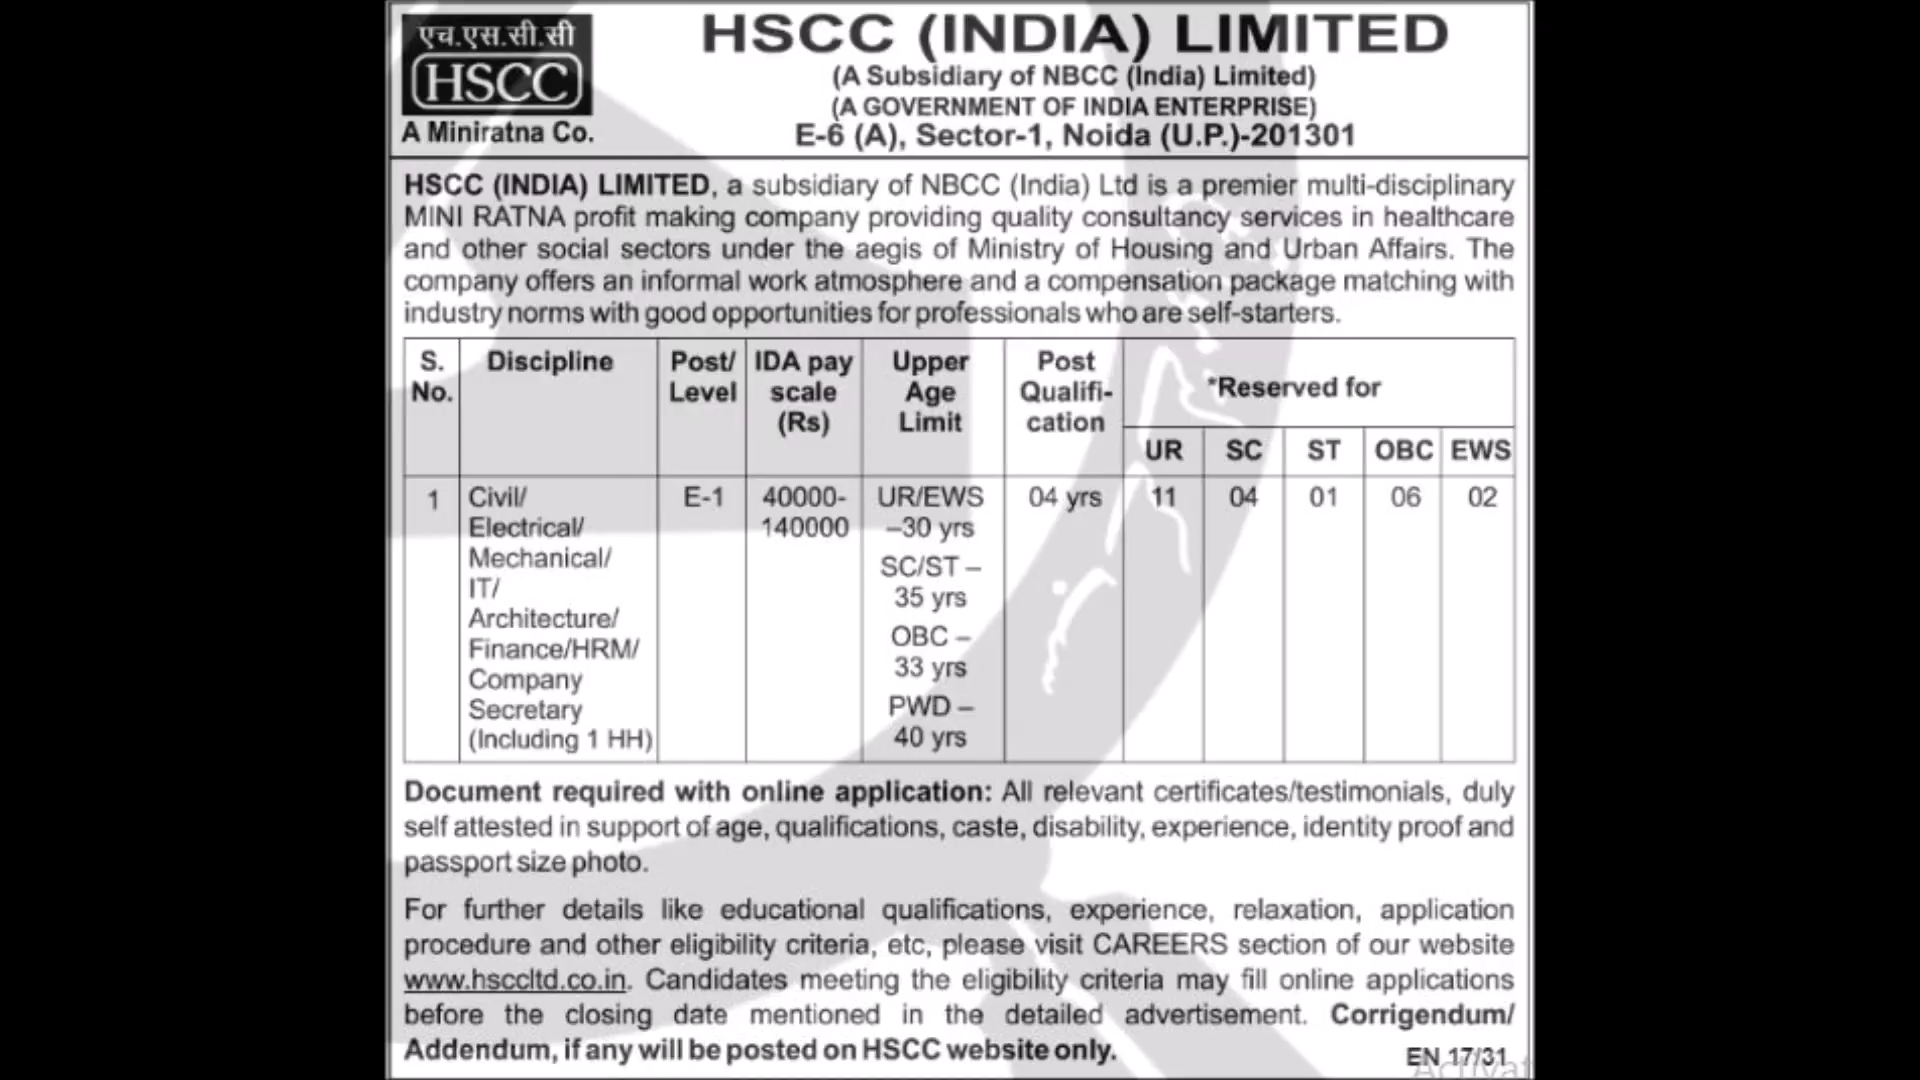 एच.एस.सी.सी
HSCC
A Miniratna Co.
HSCC (INDIA) LIMITED
(A Subsidiary of NBCC (India) Limited)
(A GOVERNMENT OF INDIA ENTERPRISE)
E-6 (A), Sector-1, Noida (U.P.)-201301
HSCC (INDIA) LIMITED, a subsidiary of NBCC (India) Ltd is a premier multi-disciplinary
MINI RATNA profit making company providing quality consultancy services in healthcare
and other social sectors under the aegis of Ministry of Housing and Urban Affairs. The
company offers an informal work atmosphere and a compensation package matching with
industry norms with good opportunities for professionals who are self-starters.
S. No. Discipline Post/ Level IDA pay scale (Rs) Upper Age Limit Post Qualifi- cation *Reserved for
UR SC ST OBC EWS
1 Civil/ E-1 40000- UR/EWS 04 yrs 11 04 01 06 02
Electrical/ 140000 –30 yrs
Mechanical/ SC/ST –
IT/ 35 yrs
Architecture/ OBC –
Finance/HRM/ 33 yrs
Company PWD –
Secretary 40 yrs
(Including 1 HH)
Document required with online application: All relevant certificates/testimonials, duly
self attested in support of age, qualifications, caste, disability, experience, identity proof and
passport size photo.
For further details like educational qualifications, experience, relaxation, application
procedure and other eligibility criteria, etc, please visit CAREERS section of our website
www.hsccltd.co.in. Candidates meeting the eligibility criteria may fill online applications
before the closing date mentioned in the detailed advertisement. Corrigendum/
Addendum, if any will be posted on HSCC website only.
EN 17/31
Activat